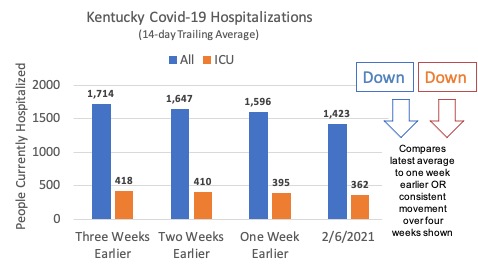 Kentucky Covid-19 Hospitalizations
(14-day Trailing Average)
All ICU
People Currently Hospitalized
2000
1500
1000
500
0
1,714
418
1,647
410
1,596
395
1,423
362
Three Weeks
Earlier
Two Weeks
Earlier
One Week
Earlier
2/6/2021
Down
Down
Compares
latest average
to one week
earlier OR
consistent
movement
over four
weeks shown